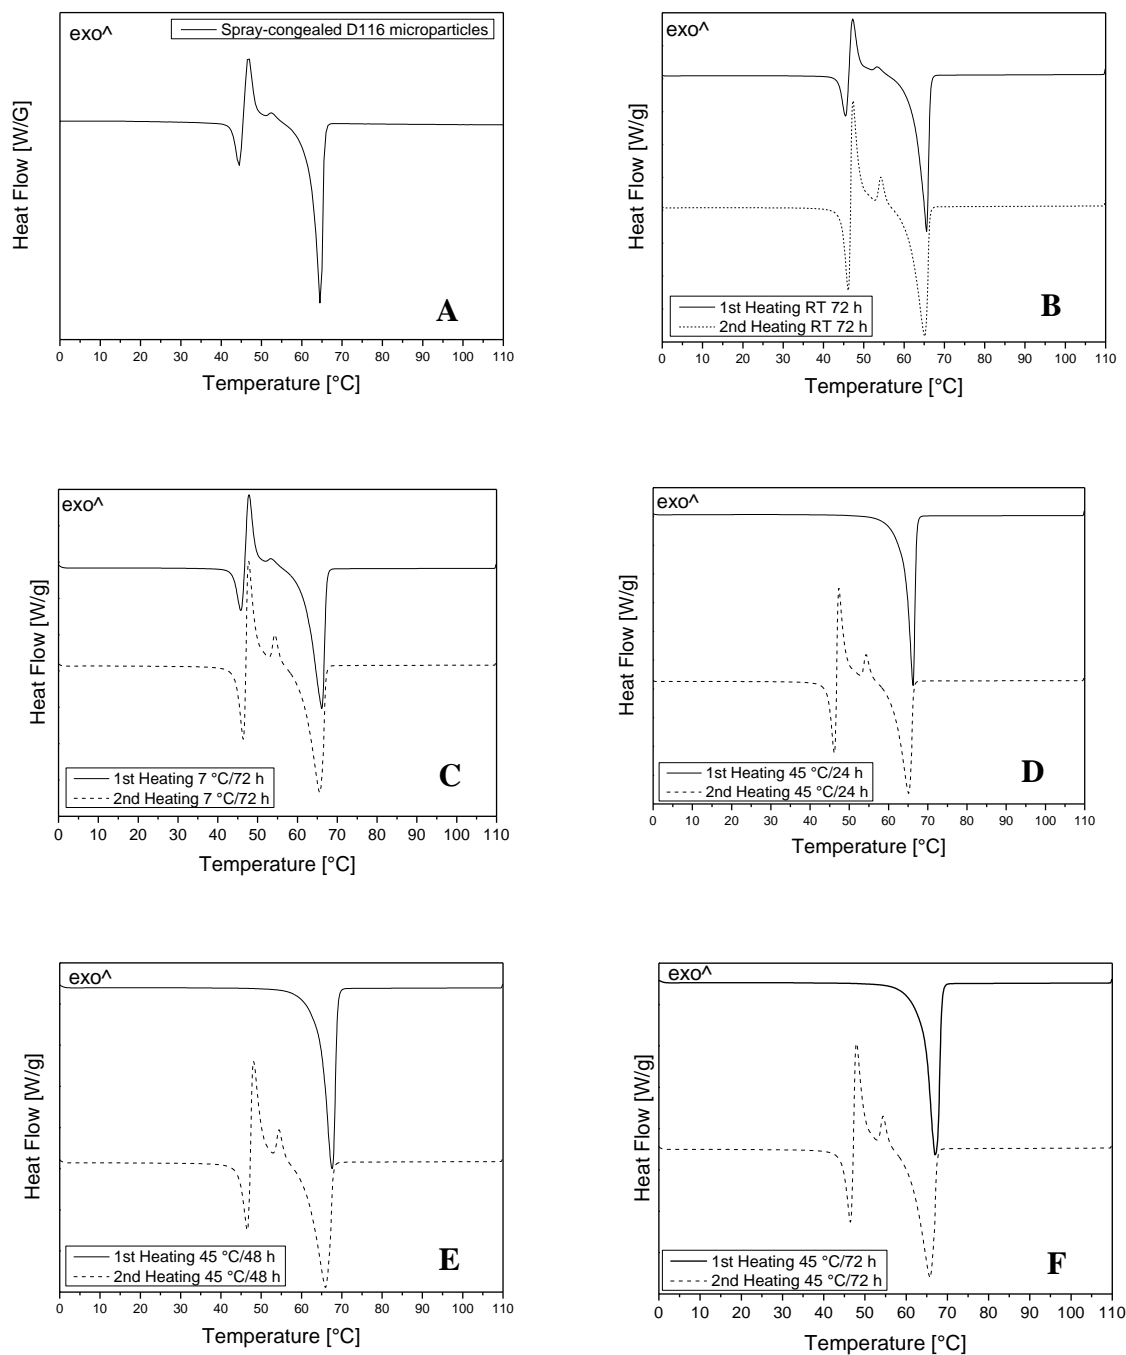 exo^
Spray-congealed D116 microparticles
Heat Flow [W/G]
A
0 10 20 30 40 50 60 70 80 90 100 110
Temperature [°C]
exo^
Heat Flow [W/g]
1st Heating RT 72 h
2nd Heating RT 72 h
B
0 10 20 30 40 50 60 70 80 90 100 110
Temperature [°C]
exo^
Heat Flow [W/g]
1st Heating 7 °C/72 h
2nd Heating 7 °C/72 h
C
0 10 20 30 40 50 60 70 80 90 100 110
Temperature [°C]
exo^
Heat Flow [W/g]
1st Heating 45 °C/24 h
2nd Heating 45 °C/24 h
D
0 10 20 30 40 50 60 70 80 90 100 110
Temperature [°C]
exo^
Heat Flow [W/g]
1st Heating 45 °C/48 h
2nd Heating 45 °C/48 h
E
0 10 20 30 40 50 60 70 80 90 100 110
Temperature [°C]
exo^
Heat Flow [W/g]
1st Heating 45 °C/72 h
2nd Heating 45 °C/72 h
F
0 10 20 30 40 50 60 70 80 90 100 110
Temperature [°C]